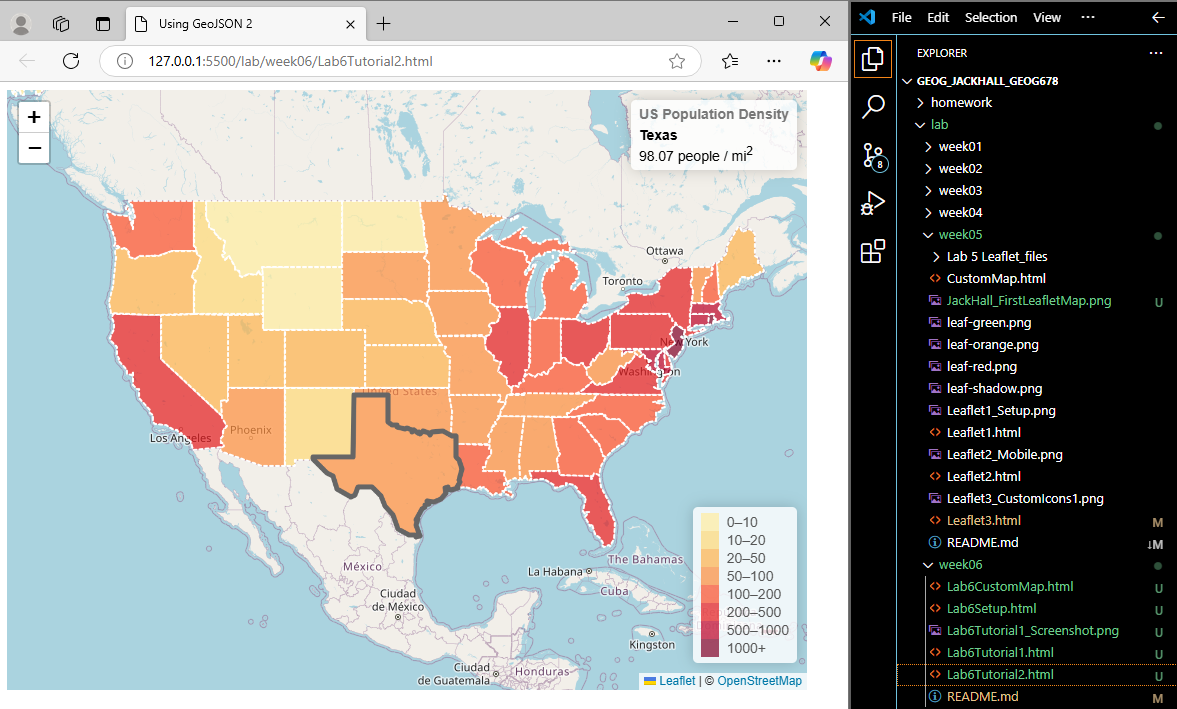 Using GeoJSON 2
127.0.0.1:5500/lab/week06/Lab6Tutorial2.html
+
−
US Population Density
Texas
98.07 people / mi2
Ottawa
Toronto
New York
Washington
United States
Phoenix
Los Angeles
México
Ciudad
de México
La Habana
The Bahamas
Cuba
Kingston
Ciudad
de Guatemala
Honduras
0–10
10–20
20–50
50–100
100–200
200–500
500–1000
1000+
Leaflet | © OpenStreetMap
File Edit Selection View ···
EXPLORER
GEOG_JACKHALL_GEOG678
homework
lab
week01
week02
week03
week04
week05
Lab 5 Leaflet_files
CustomMap.html
JackHall_FirstLeafletMap.png U
leaf-green.png
leaf-orange.png
leaf-red.png
leaf-shadow.png
Leaflet1_Setup.png
Leaflet1.html
Leaflet2_Mobile.png
Leaflet2.html
Leaflet3_CustomIcons1.png
Leaflet3.html M
README.md ↓M
week06
Lab6CustomMap.html U
Lab6Setup.html U
Lab6Tutorial1_Screenshot.png U
Lab6Tutorial1.html U
Lab6Tutorial2.html U
README.md M
8